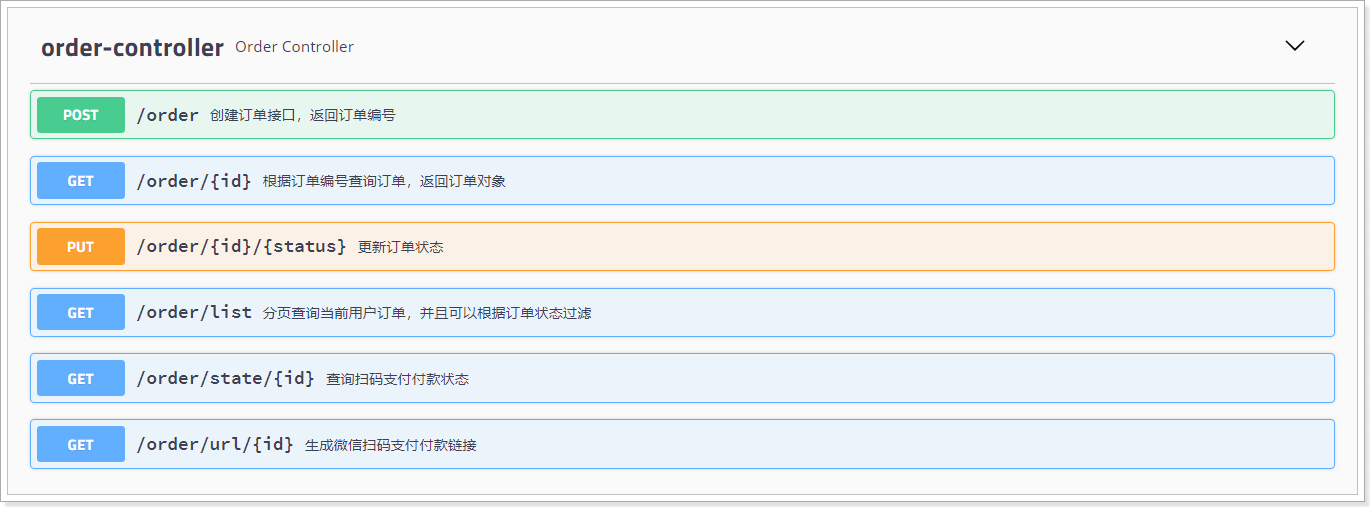 order-controller Order Controller
POST /order 创建订单接口，返回订单编号
GET /order/{id} 根据订单编号查询订单，返回订单对象
PUT /order/{id}/{status} 更新订单状态
GET /order/list 分页查询当前用户订单，并且可以根据订单状态过滤
GET /order/state/{id} 查询扫码支付付款状态
GET /order/url/{id} 生成微信扫码支付付款链接